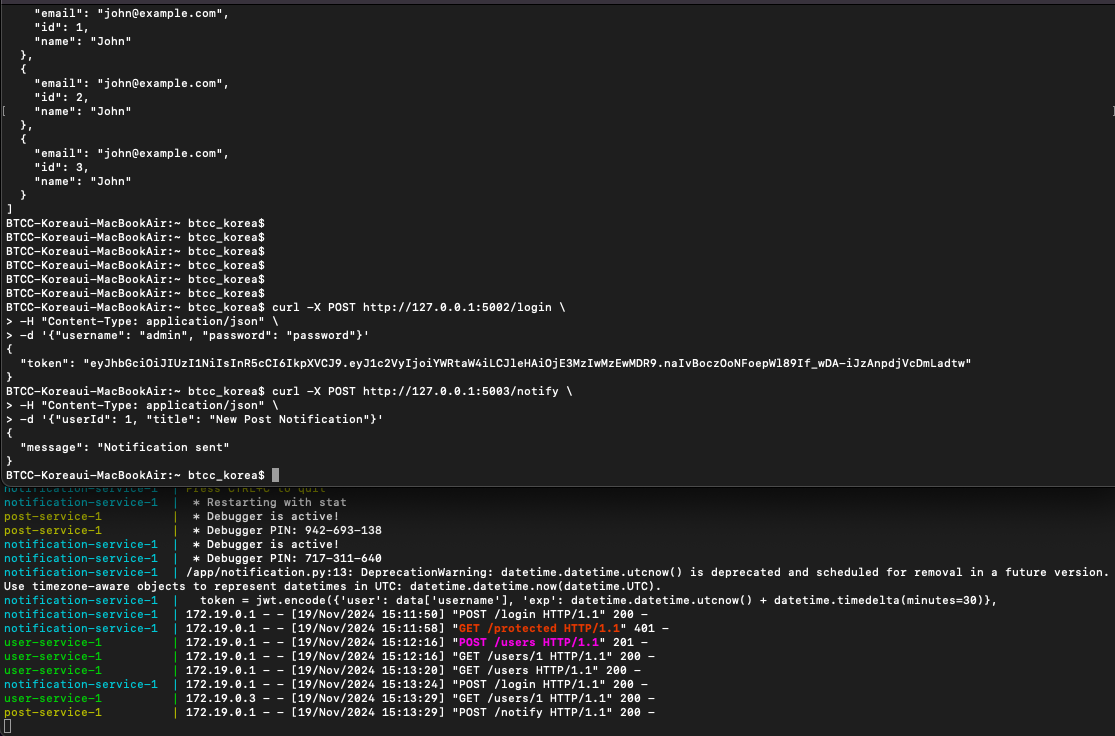 "email": "john@example.com",
    "id": 1,
    "name": "John"
  },
  {
    "email": "john@example.com",
    "id": 2,
    "name": "John"
  },
  {
    "email": "john@example.com",
    "id": 3,
    "name": "John"
  }
]
BTCC-Koreaui-MacBookAir:~ btcc_korea$
BTCC-Koreaui-MacBookAir:~ btcc_korea$
BTCC-Koreaui-MacBookAir:~ btcc_korea$
BTCC-Koreaui-MacBookAir:~ btcc_korea$
BTCC-Koreaui-MacBookAir:~ btcc_korea$
BTCC-Koreaui-MacBookAir:~ btcc_korea$
BTCC-Koreaui-MacBookAir:~ btcc_korea$ curl -X POST http://127.0.0.1:5002/login \
> -H "Content-Type: application/json" \
> -d '{"username": "admin", "password": "password"}'
{
  "token": "eyJhbGciOiJIUzI1NiIsInR5cCI6IkpXVCJ9.eyJ1c2VyIjoiYWRtaW4iLCJleHAiOjE3MzIwMzEwMDR9.naIvBoczOoNFoepWl89If_wDA-iJzAnpdjVcDmLadtw"
}
BTCC-Koreaui-MacBookAir:~ btcc_korea$ curl -X POST http://127.0.0.1:5003/notify \
> -H "Content-Type: application/json" \
> -d '{"userId": 1, "title": "New Post Notification"}'
{
  "message": "Notification sent"
}
BTCC-Koreaui-MacBookAir:~ btcc_korea$
notification-service-1  | Press CTRL+C to quit
notification-service-1  |  * Restarting with stat
post-service-1          |  * Debugger is active!
post-service-1          |  * Debugger PIN: 942-693-138
notification-service-1  |  * Debugger is active!
notification-service-1  |  * Debugger PIN: 717-311-640
notification-service-1  | /app/notification.py:13: DeprecationWarning: datetime.datetime.utcnow() is deprecated and scheduled for removal in a future version.
Use timezone-aware objects to represent datetimes in UTC: datetime.datetime.now(datetime.UTC).
notification-service-1  |   token = jwt.encode({'user': data['username'], 'exp': datetime.datetime.utcnow() + datetime.timedelta(minutes=30)},
notification-service-1  | 172.19.0.1 - - [19/Nov/2024 15:11:50] "POST /login HTTP/1.1" 200 -
notification-service-1  | 172.19.0.1 - - [19/Nov/2024 15:11:58] "GET /protected HTTP/1.1" 401 -
user-service-1          | 172.19.0.1 - - [19/Nov/2024 15:12:16] "POST /users HTTP/1.1" 201 -
user-service-1          | 172.19.0.1 - - [19/Nov/2024 15:12:16] "GET /users/1 HTTP/1.1" 200 -
user-service-1          | 172.19.0.1 - - [19/Nov/2024 15:13:20] "GET /users HTTP/1.1" 200 -
notification-service-1  | 172.19.0.1 - - [19/Nov/2024 15:13:24] "POST /login HTTP/1.1" 200 -
user-service-1          | 172.19.0.3 - - [19/Nov/2024 15:13:29] "GET /users/1 HTTP/1.1" 200 -
post-service-1          | 172.19.0.1 - - [19/Nov/2024 15:13:29] "POST /notify HTTP/1.1" 200 -